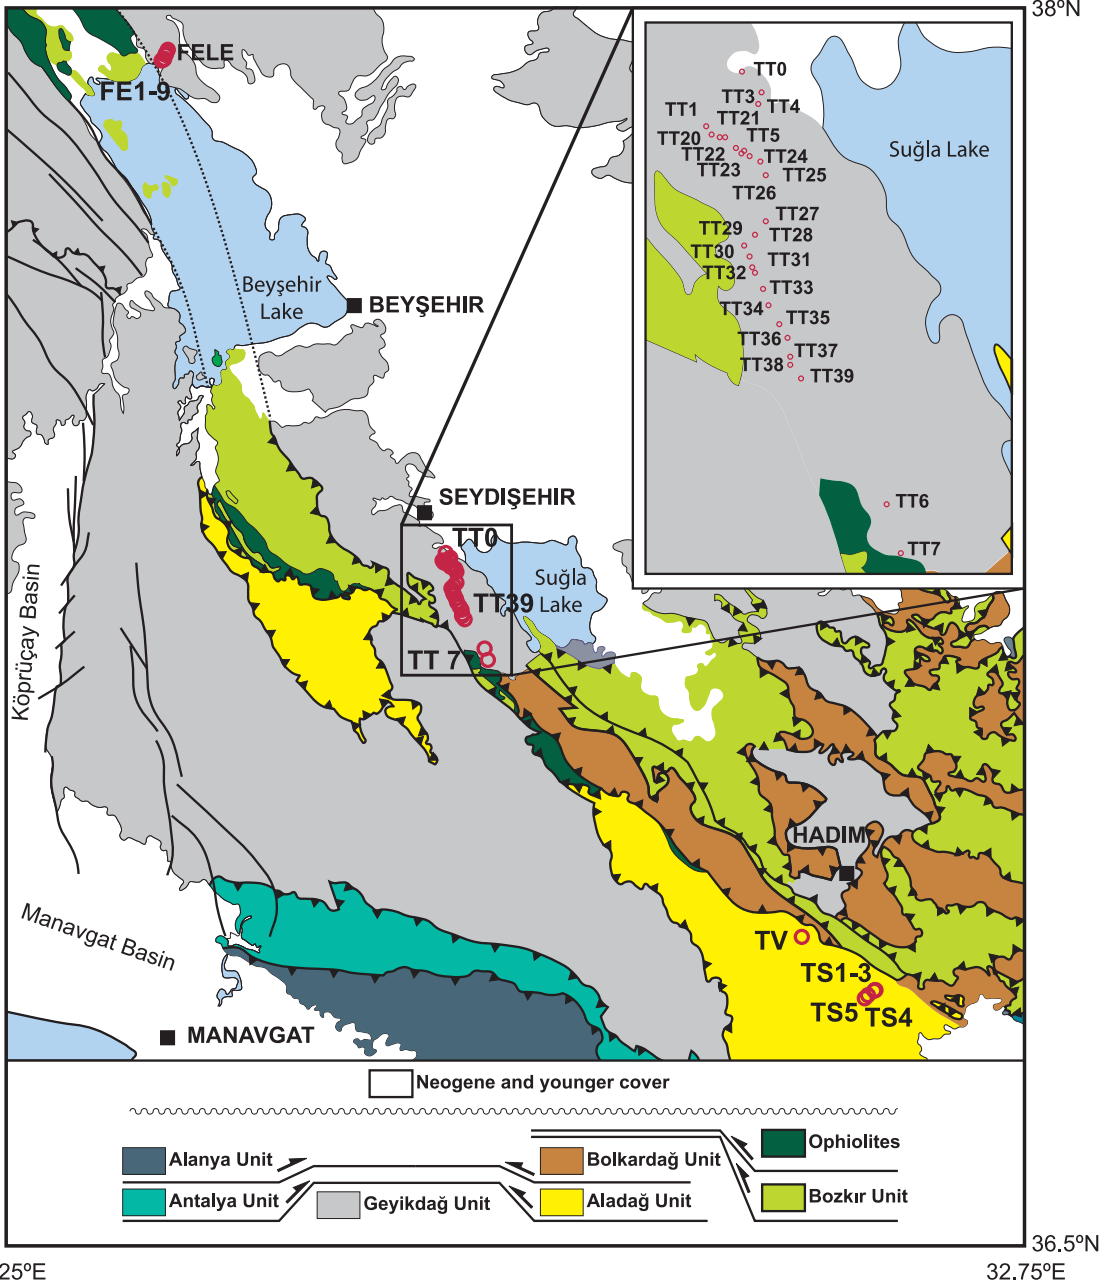 38ºN
FELE
FE1-9
TT0
TT3
TT4
TT1
TT21
TT20
TT5
TT22
TT24
TT23
TT25
TT26
Suğla Lake
TT27
TT29
TT28
TT30
TT31
TT32
TT33
TT34
TT35
TT36
TT37
TT38
TT39
TT6
TT7
Beyşehir
Lake
BEYŞEHIR
SEYDIŞEHIR
TT0
Suğla
Lake
TT39
TT 7
Köprüçay Basin
HADIM
Manavgat Basin
TV
TS1-3
TS5
TS4
MANAVGAT
Neogene and younger cover
Alanya Unit
Bolkardağ Unit
Ophiolites
Antalya Unit
Geyikdağ Unit
Aladağ Unit
Bozkır Unit
36.5ºN
25ºE
32.75ºE